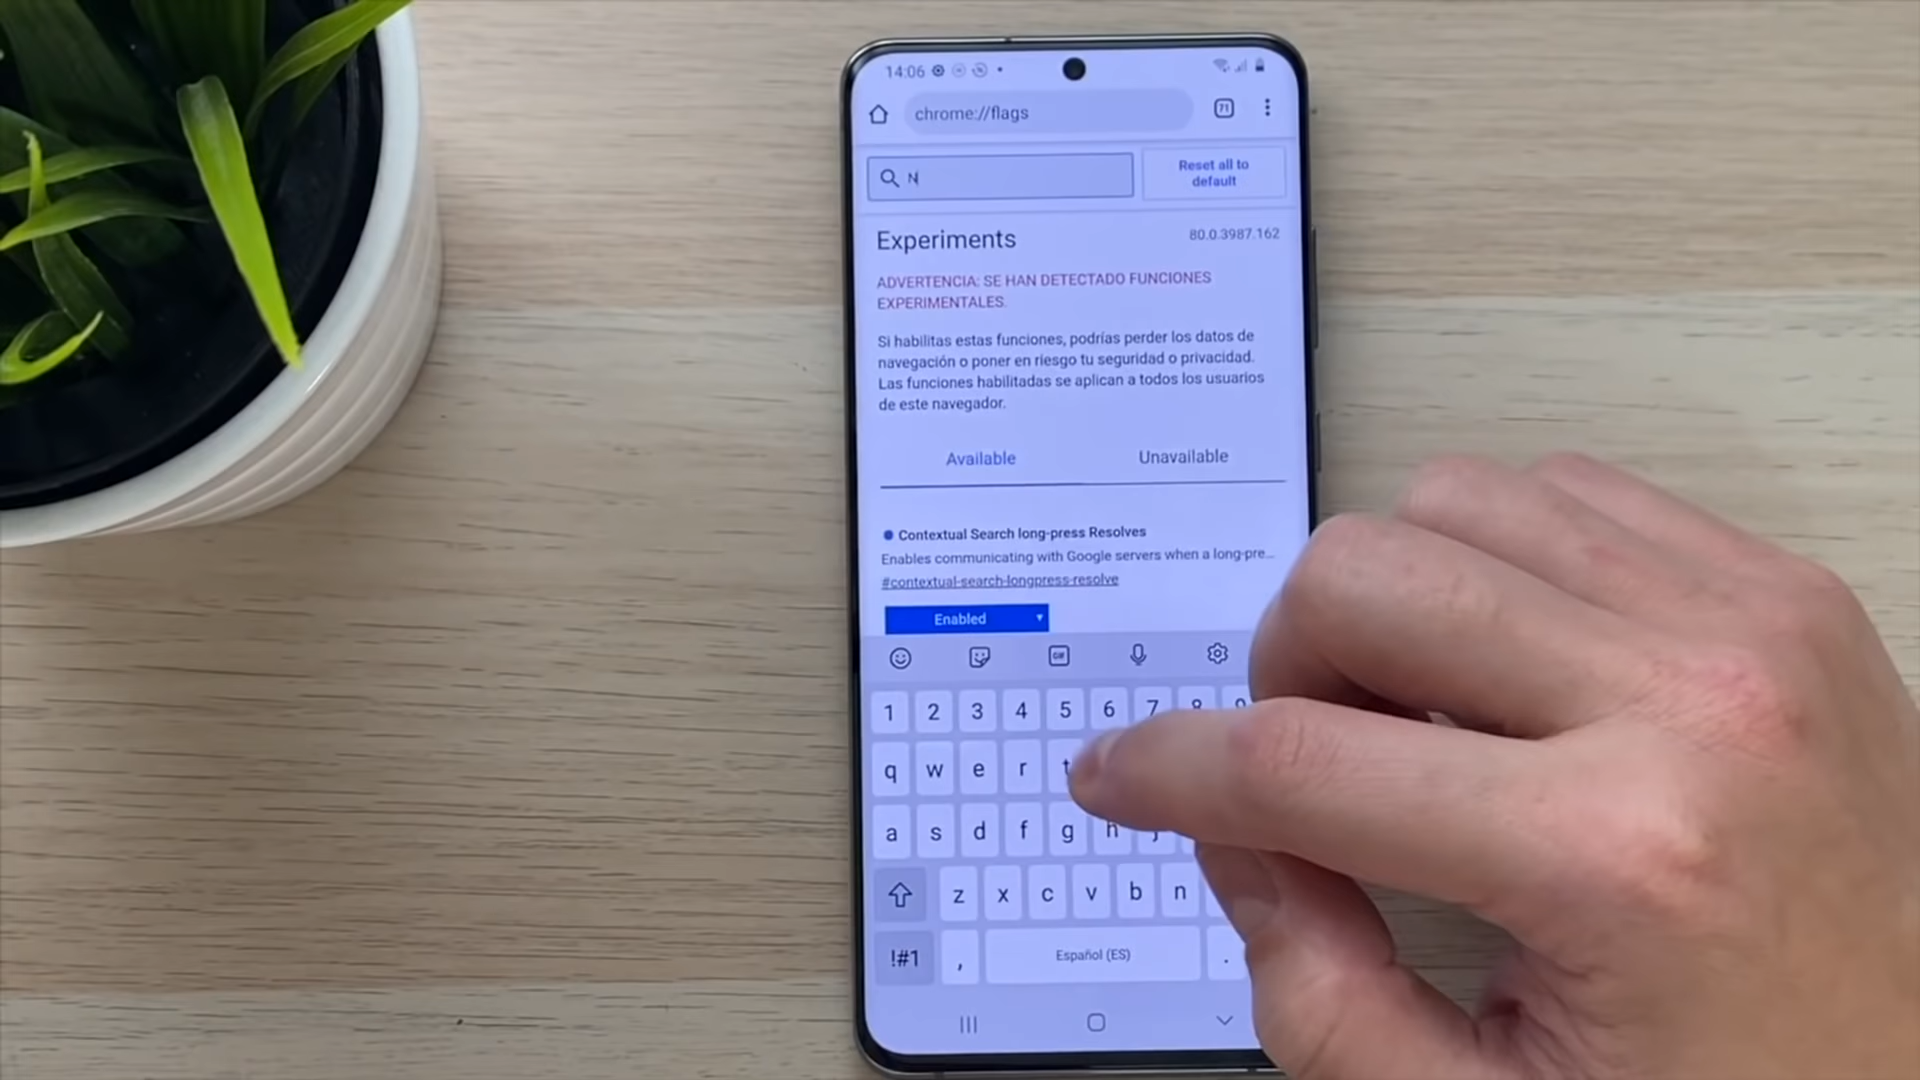 14:06
chrome://flags
71
N
Reset all to
default
Experiments
80.0.3987.162
ADVERTENCIA: SE HAN DETECTADO FUNCIONES
EXPERIMENTALES.
Si habilitas estas funciones, podrías perder los datos de
navegación o poner en riesgo tu seguridad o privacidad.
Las funciones habilitadas se aplican a todos los usuarios
de este navegador.
Available
Unavailable
Contextual Search long-press Resolves
Enables communicating with Google servers when a long-pre...
#contextual-search-longpress-resolve
Enabled
GIF
1 2 3 4 5 6 7 8 9
q w e r t
a s d f g h j
z x c v b n
!#1 , Español (ES) .